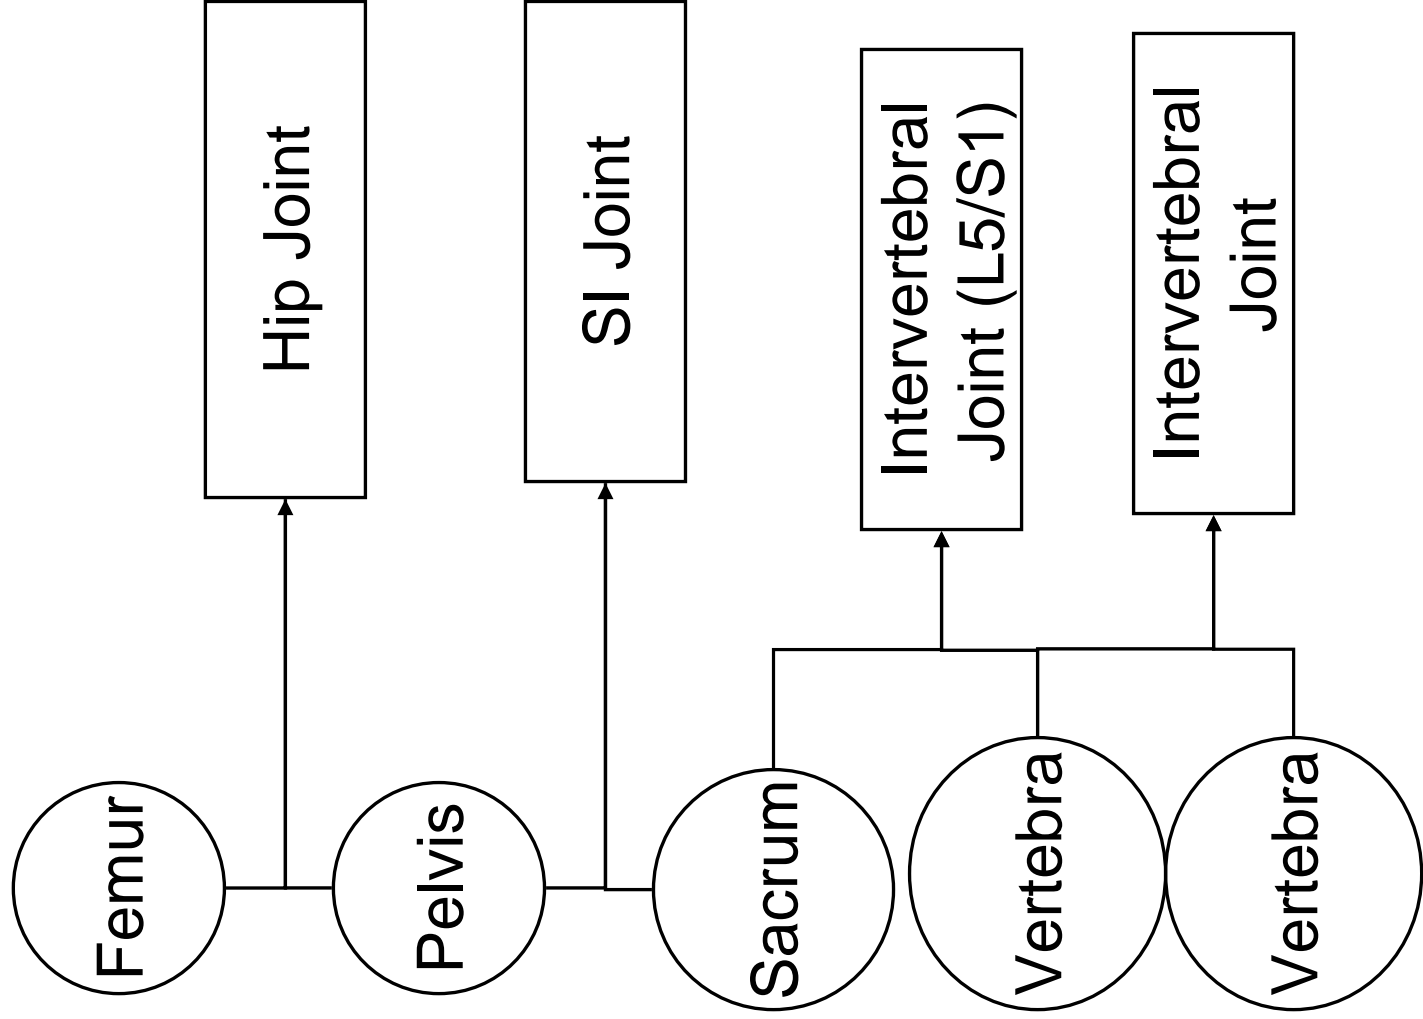 Hip Joint
SI Joint
Intervertebral
Joint (L5/S1)
Intervertebral
Joint
Femur
Pelvis
Sacrum
Vertebra
Vertebra